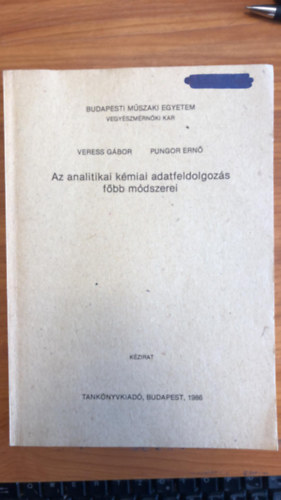 BUDAPESTI MŰSZAKI EGYETEM
VEGYÉSZMÉRNÖKI KAR
VERESS GÁBOR PUNGOR ERNŐ
Az analitikai kémiai adatfeldolgozás
főbb módszerei
KÉZIRAT
TANKÖNYVKIADÓ, BUDAPEST, 1986